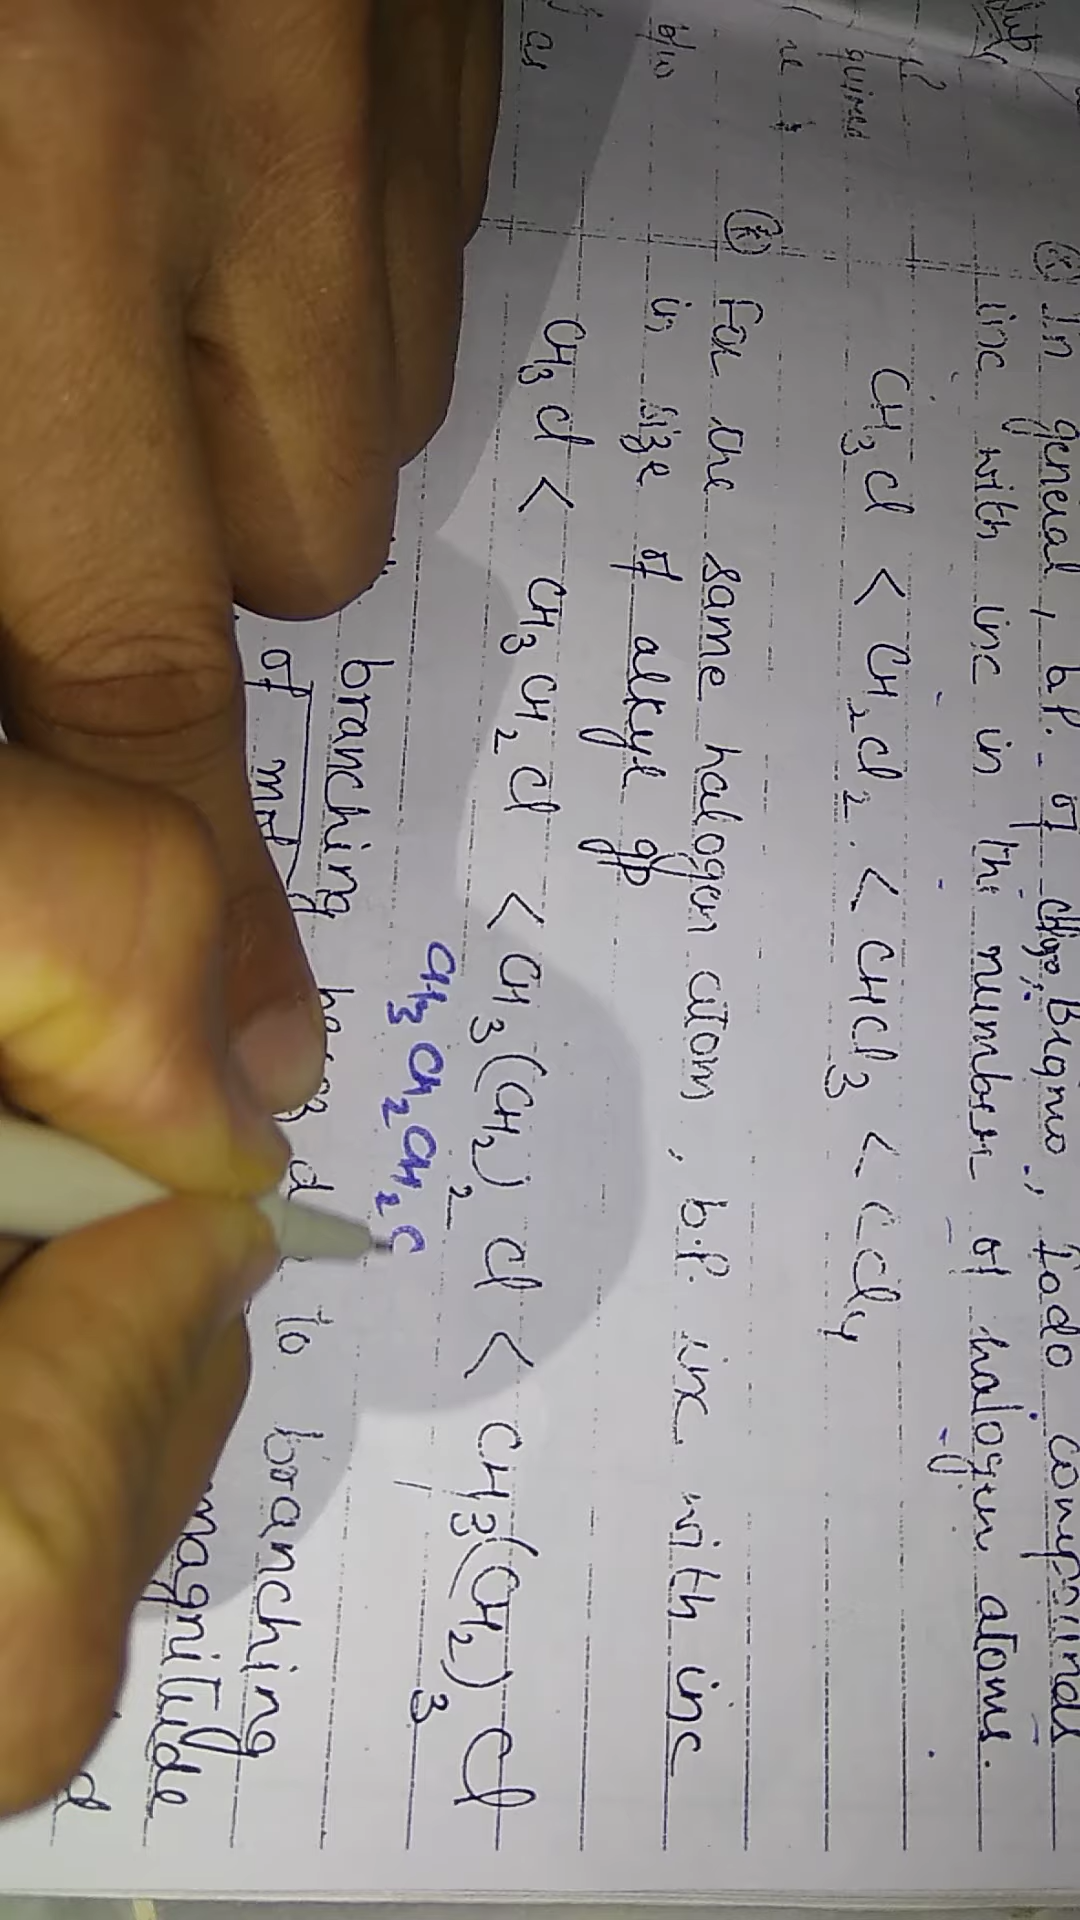 In general, b.P. of chloro, Bromo, Iodo compounds
inc with inc in the number of halogen atoms.
CH3Cl < CH2Cl2 < CHCl3 < CCl4
For the same halogen atom, b.P. inc with inc
in size of alkyl gp
CH3Cl < CH3CH2Cl < CH3(CH2)2Cl < CH3(CH2)3Cl
CH3CH2CH2C
branching to branching
of magnitude
quired
b/w
as